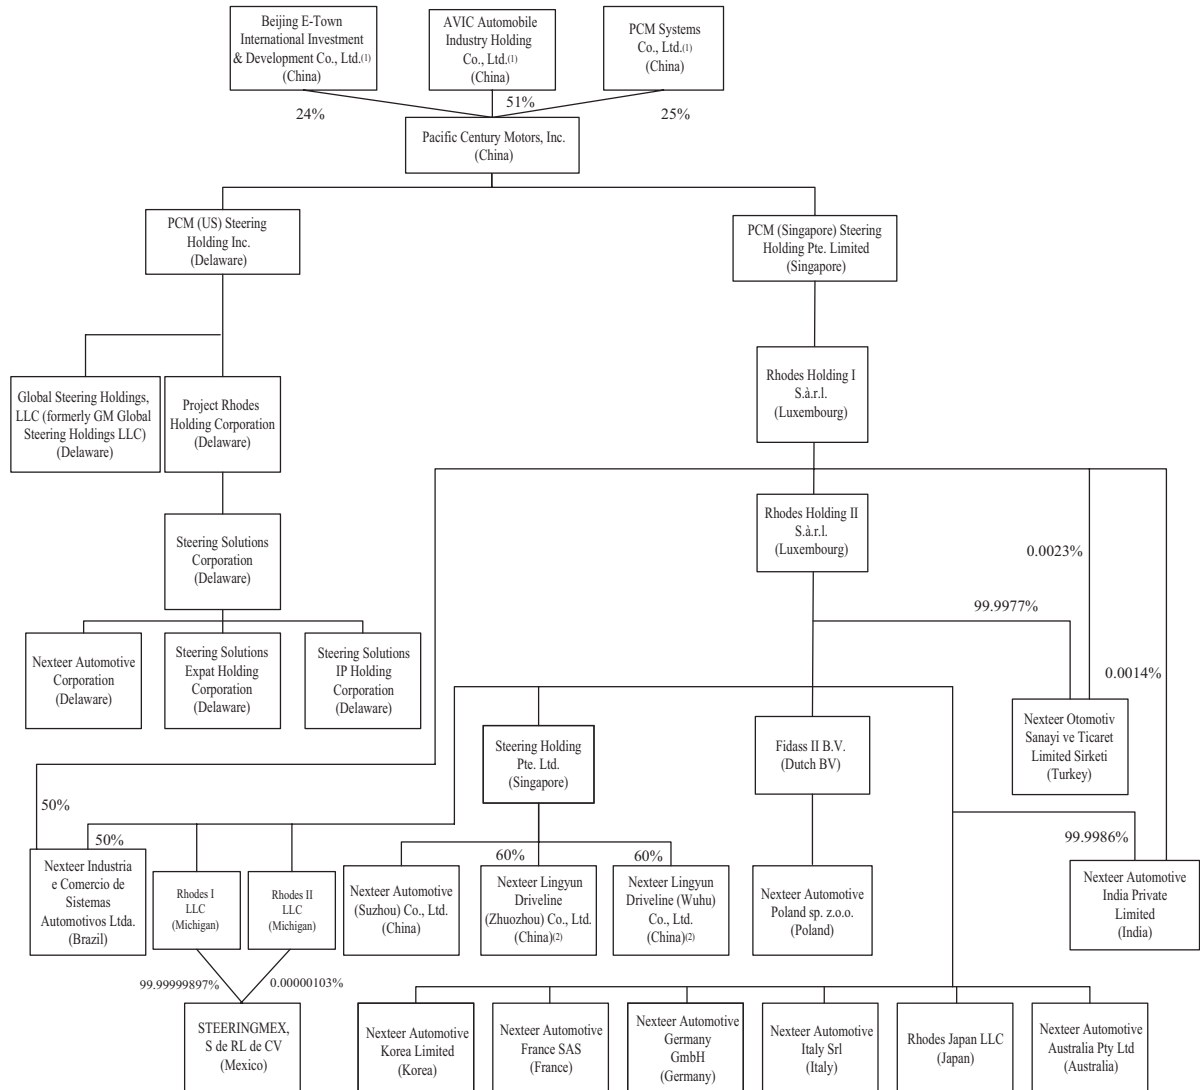 Beijing E-Town
International Investment
& Development Co., Ltd.(1)
(China)
AVIC Automobile
Industry Holding
Co., Ltd.(1)
(China)
PCM Systems
Co., Ltd.(1)
(China)
24%
51%
25%
Pacific Century Motors, Inc.
(China)
PCM (US) Steering
Holding Inc.
(Delaware)
PCM (Singapore) Steering
Holding Pte. Limited
(Singapore)
Global Steering Holdings,
LLC (formerly GM Global
Steering Holdings LLC)
(Delaware)
Project Rhodes
Holding Corporation
(Delaware)
Rhodes Holding I
S.à.r.l.
(Luxembourg)
Steering Solutions
Corporation
(Delaware)
Rhodes Holding II
S.à.r.l.
(Luxembourg)
0.0023%
99.9977%
0.0014%
Nexteer Automotive
Corporation
(Delaware)
Steering Solutions
Expat Holding
Corporation
(Delaware)
Steering Solutions
IP Holding
Corporation
(Delaware)
Steering Holding
Pte. Ltd.
(Singapore)
Fidass II B.V.
(Dutch BV)
Nexteer Otomotiv
Sanayi ve Ticaret
Limited Sirketi
(Turkey)
50%
50%
60%
60%
99.9986%
Nexteer Industria
e Comercio de
Sistemas
Automotivos Ltda.
(Brazil)
Rhodes I
LLC
(Michigan)
Rhodes II
LLC
(Michigan)
Nexteer Automotive
(Suzhou) Co., Ltd.
(China)
Nexteer Lingyun
Driveline
(Zhuozhou) Co., Ltd.
(China)(2)
Nexteer Lingyun
Driveline (Wuhu)
Co., Ltd.
(China)(2)
Nexteer Automotive
Poland sp. z.o.o.
(Poland)
Nexteer Automotive
India Private
Limited
(India)
99.99999897%
0.00000103%
STEERINGMEX,
S de RL de CV
(Mexico)
Nexteer Automotive
Korea Limited
(Korea)
Nexteer Automotive
France SAS
(France)
Nexteer Automotive
Germany
GmbH
(Germany)
Nexteer Automotive
Italy Srl
(Italy)
Rhodes Japan LLC
(Japan)
Nexteer Automotive
Australia Pty Ltd
(Australia)